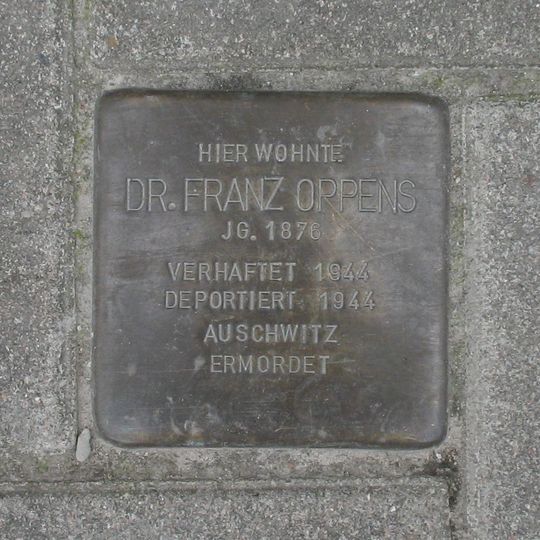 HIER WOHNTE
DR. FRANZ OPPENS
JG. 1876
VERHAFTET 1944
DEPORTIERT 1944
AUSCHWITZ
ERMORDET